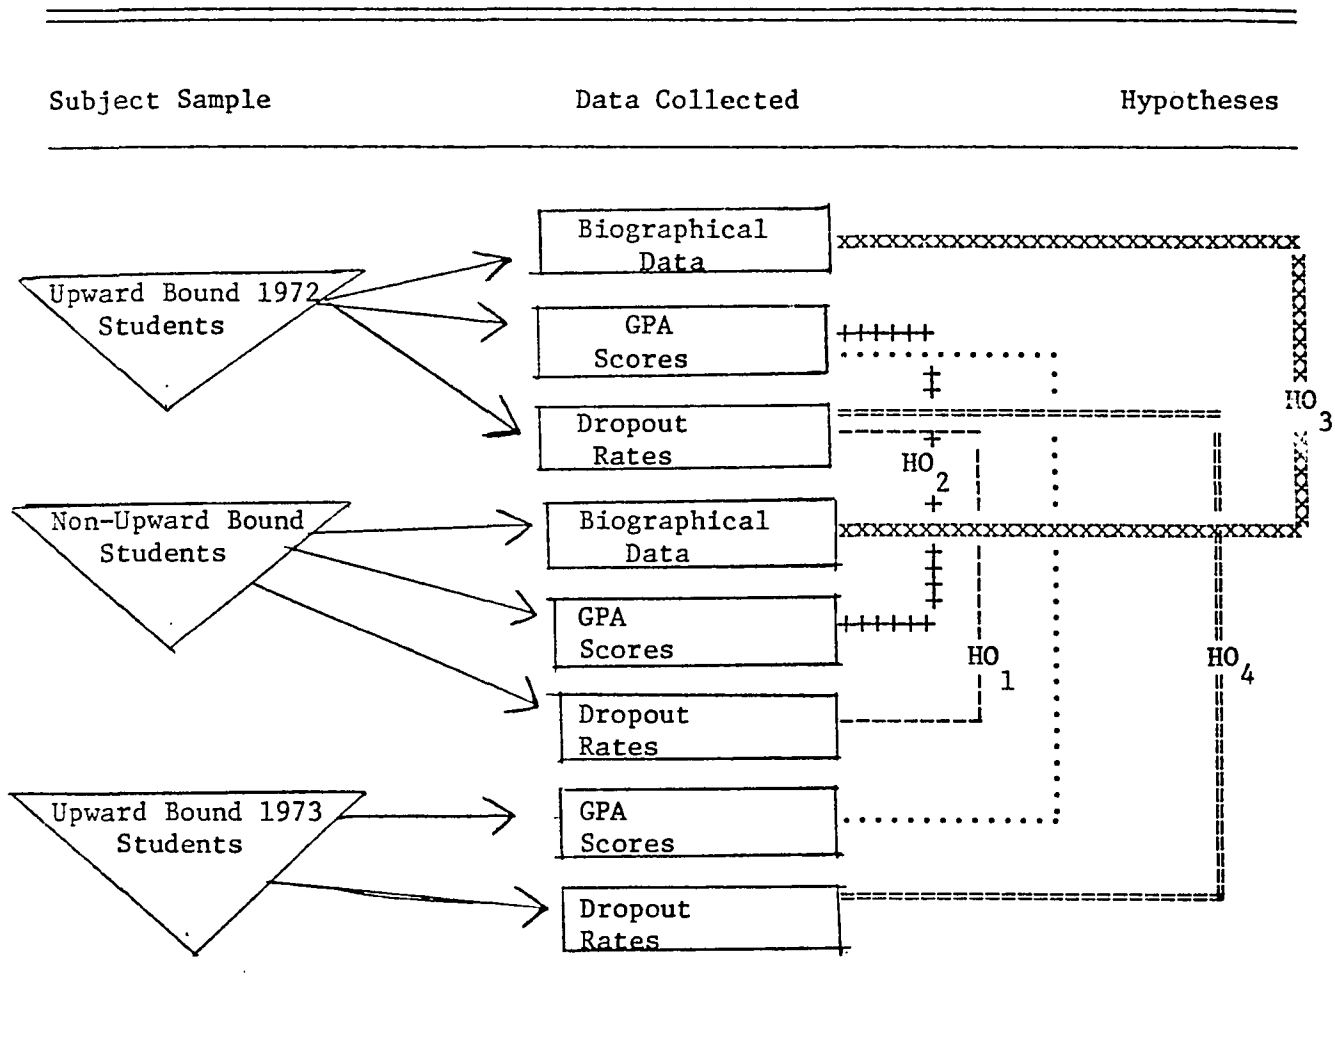 Subject Sample
Data Collected
Hypotheses
Upward Bound 1972
Students
Biographical
Data
GPA
Scores
Dropout
Rates
HO
3
HO
2
Non-Upward Bound
Students
Biographical
Data
GPA
Scores
Dropout
Rates
HO
1
HO
4
Upward Bound 1973
Students
GPA
Scores
Dropout
Rates